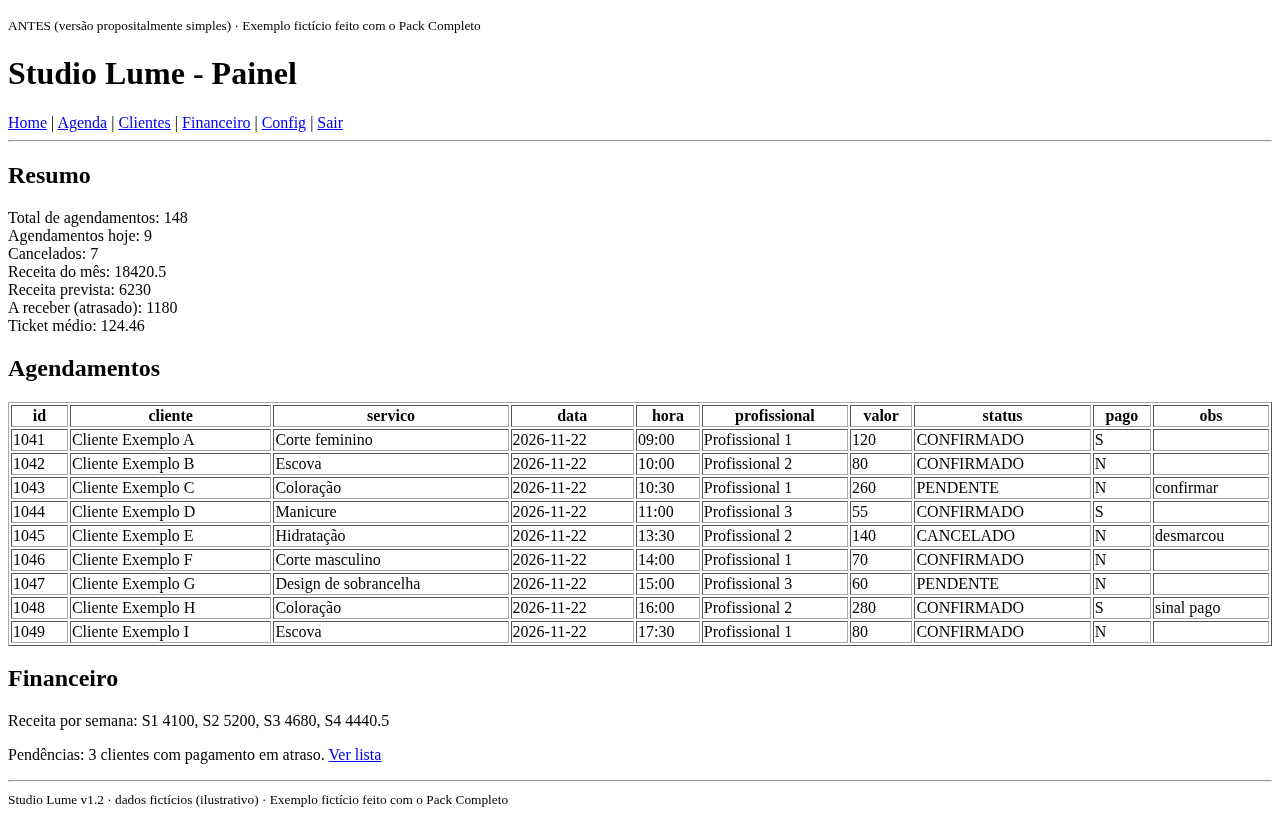 ANTES (versão propositalmente simples) · Exemplo fictício feito com o Pack Completo
Studio Lume - Painel
Home | Agenda | Clientes | Financeiro | Config | Sair
Resumo
Total de agendamentos: 148
Agendamentos hoje: 9
Cancelados: 7
Receita do mês: 18420.5
Receita prevista: 6230
A receber (atrasado): 1180
Ticket médio: 124.46
Agendamentos
id cliente servico data hora profissional valor status pago obs
1041 Cliente Exemplo A Corte feminino 2026-11-22 09:00 Profissional 1 120 CONFIRMADO S
1042 Cliente Exemplo B Escova 2026-11-22 10:00 Profissional 2 80 CONFIRMADO N
1043 Cliente Exemplo C Coloração 2026-11-22 10:30 Profissional 1 260 PENDENTE N confirmar
1044 Cliente Exemplo D Manicure 2026-11-22 11:00 Profissional 3 55 CONFIRMADO S
1045 Cliente Exemplo E Hidratação 2026-11-22 13:30 Profissional 2 140 CANCELADO N desmarcou
1046 Cliente Exemplo F Corte masculino 2026-11-22 14:00 Profissional 1 70 CONFIRMADO N
1047 Cliente Exemplo G Design de sobrancelha 2026-11-22 15:00 Profissional 3 60 PENDENTE N
1048 Cliente Exemplo H Coloração 2026-11-22 16:00 Profissional 2 280 CONFIRMADO S sinal pago
1049 Cliente Exemplo I Escova 2026-11-22 17:30 Profissional 1 80 CONFIRMADO N
Financeiro
Receita por semana: S1 4100, S2 5200, S3 4680, S4 4440.5
Pendências: 3 clientes com pagamento em atraso. Ver lista
Studio Lume v1.2 · dados fictícios (ilustrativo) · Exemplo fictício feito com o Pack Completo